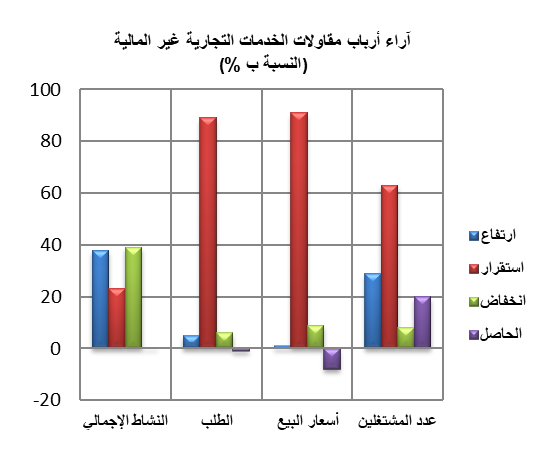 آراء أرباب مقاولات الخدمات التجارية غير المالية
(النسبة ب %)
100
80
60
40
20
0
-20
النشاط الإجمالي
الطلب
أسعار البيع
عدد المشتغلين
ارتفاع
استقرار
انخفاض
الحاصل